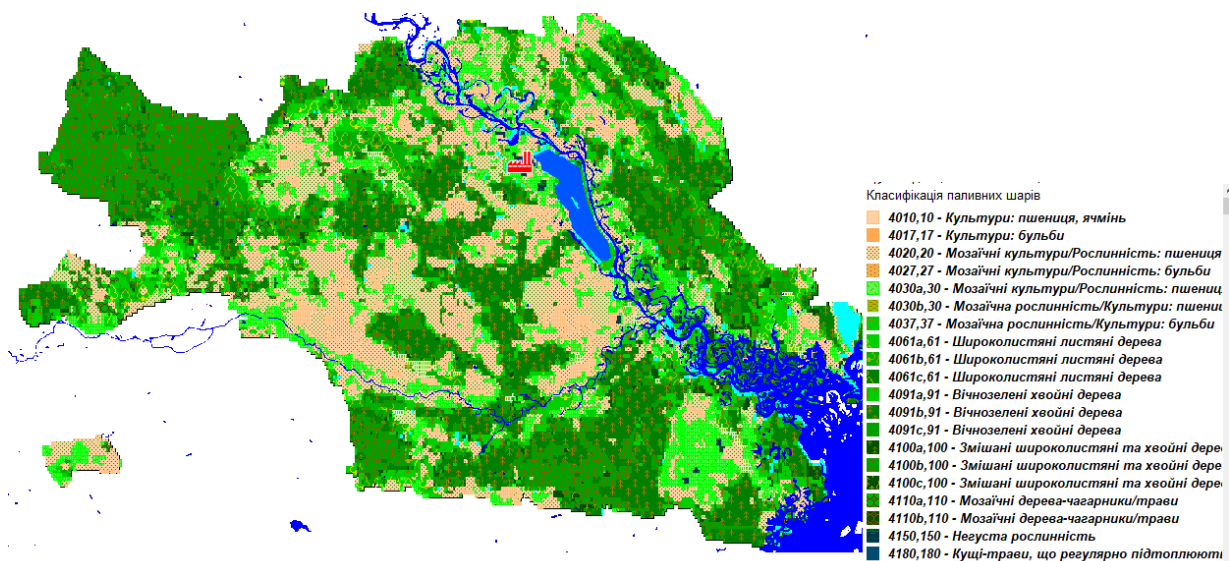 Класифікація паливних шарів
4010,10 - Культури: пшениця, ячмінь
4017,17 - Культури: бульби
4020,20 - Мозаїчні культури/Рослинність: пшениця
4027,27 - Мозаїчні культури/Рослинність: бульби
4030a,30 - Мозаїчні культури/Рослинність: пшениц
4030b,30 - Мозаїчна рослинність/Культури: пшениц
4037,37 - Мозаїчна рослинність/Культури: бульби
4061a,61 - Широколистяні листяні дерева
4061b,61 - Широколистяні листяні дерева
4061c,61 - Широколистяні листяні дерева
4091a,91 - Вічнозелені хвойні дерева
4091b,91 - Вічнозелені хвойні дерева
4091c,91 - Вічнозелені хвойні дерева
4100a,100 - Змішані широколистяні та хвойні дере
4100b,100 - Змішані широколистяні та хвойні дере
4100c,100 - Змішані широколистяні та хвойні дере
4110a,110 - Мозаїчні дерева-чагарники/трави
4110b,110 - Мозаїчні дерева-чагарники/трави
4150,150 - Негуста рослинність
4180,180 - Кущі-трави, що регулярно підтоплюють